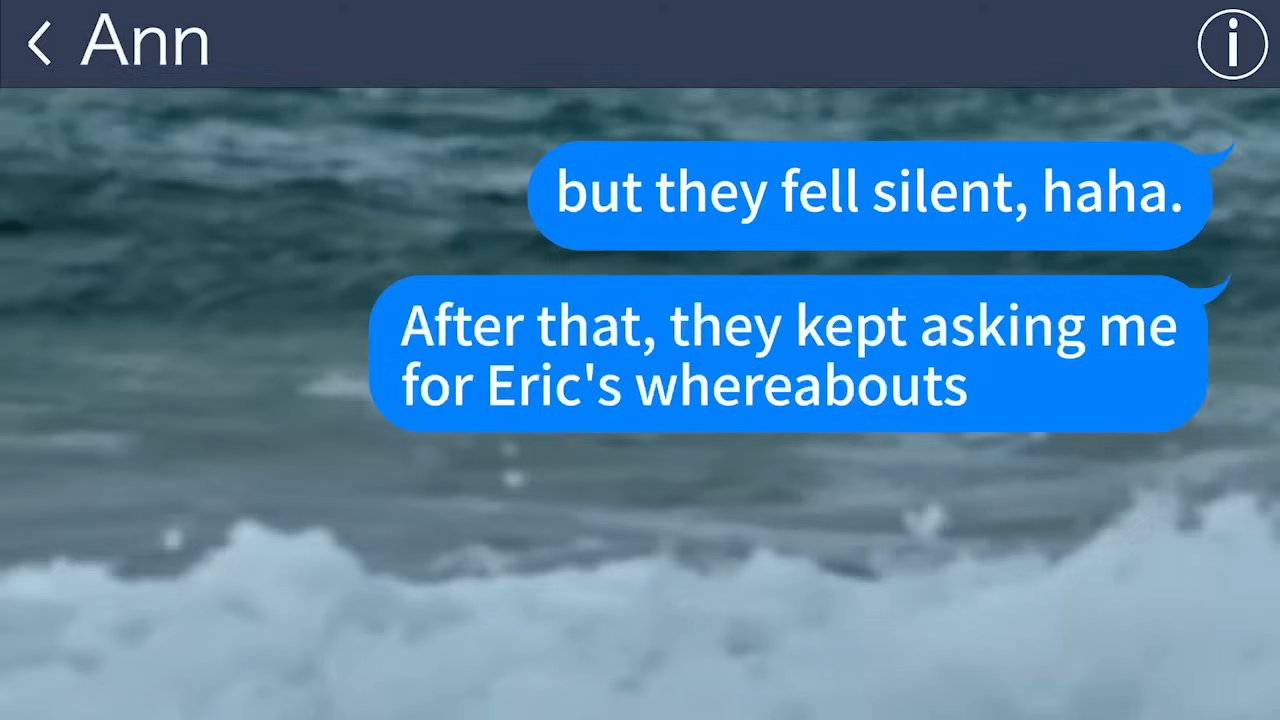 Ann
but they fell silent, haha.
After that, they kept asking me
for Eric's whereabouts